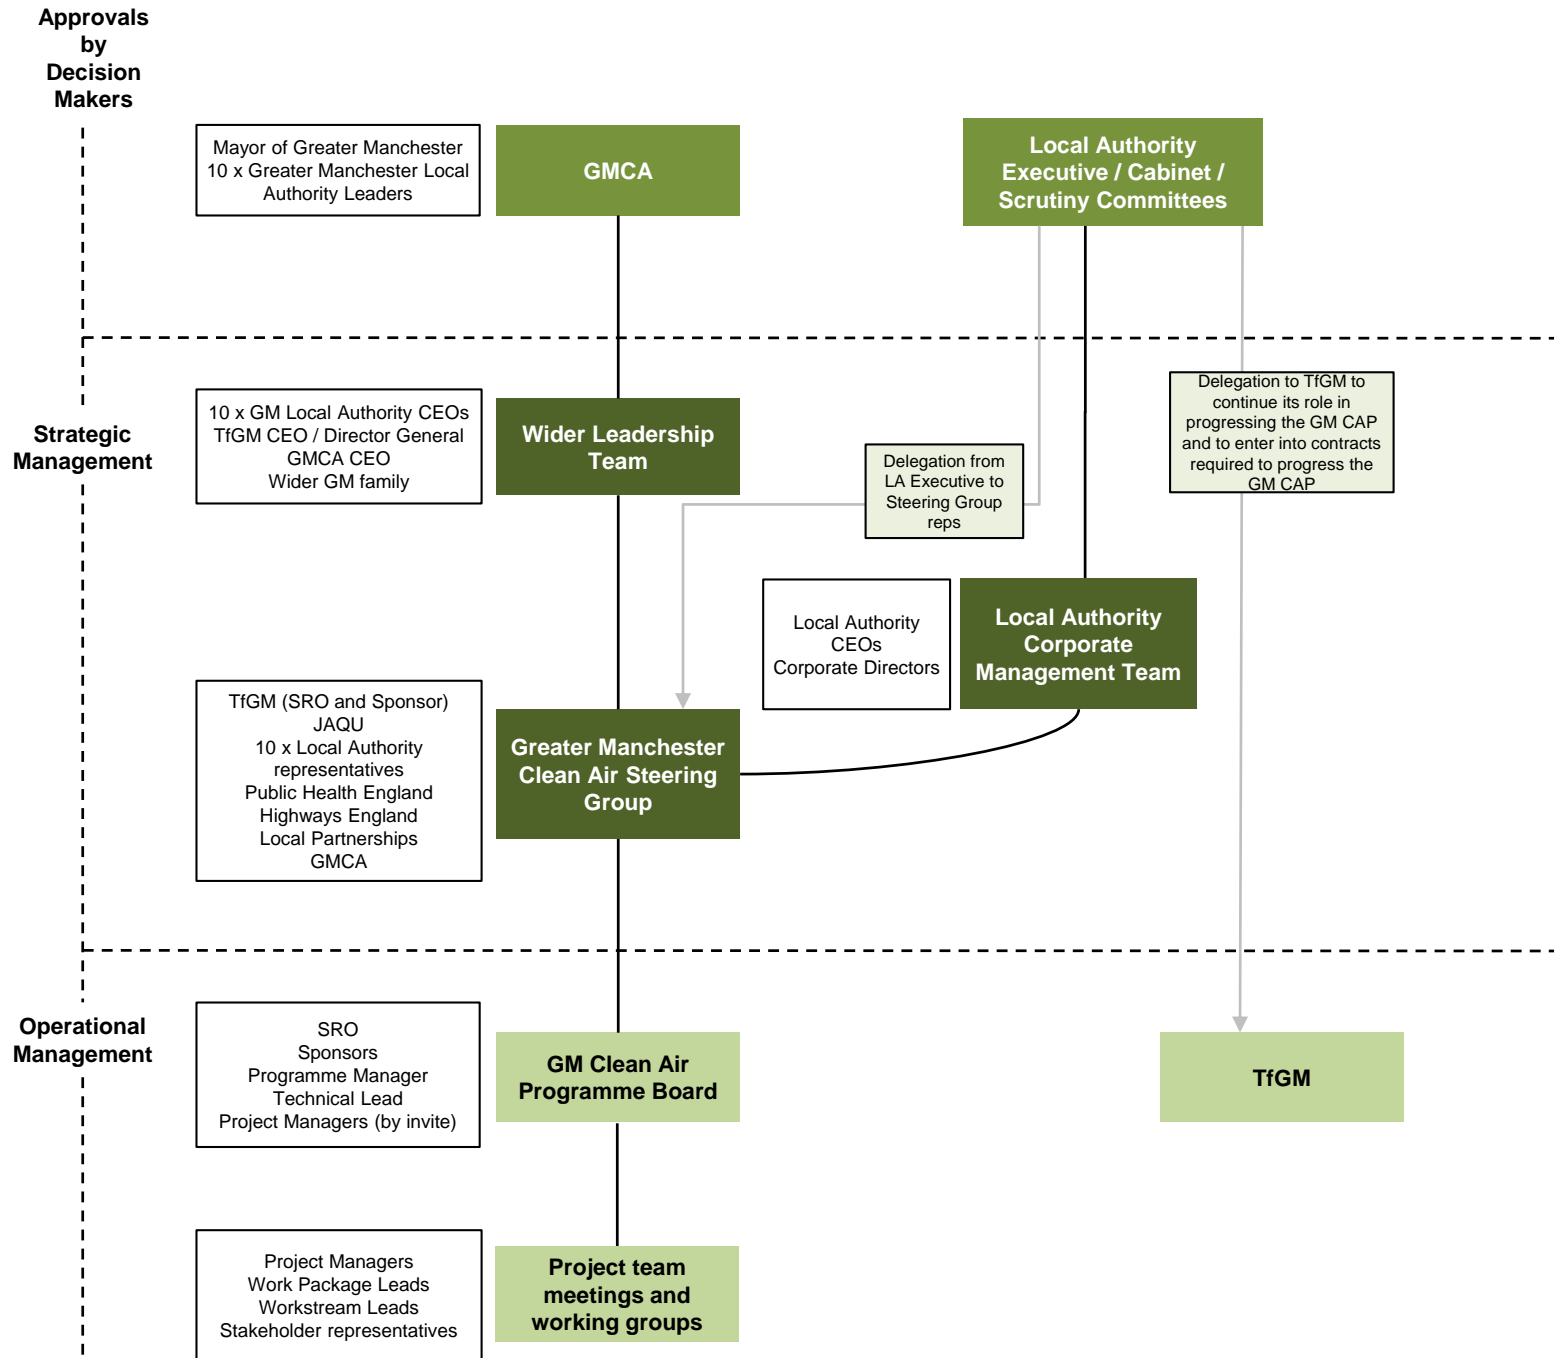 Approvals
by
Decision
Makers
Mayor of Greater Manchester
10 x Greater Manchester Local
Authority Leaders
GMCA
Local Authority
Executive / Cabinet /
Scrutiny Committees
Strategic
Management
10 x GM Local Authority CEOs
TfGM CEO / Director General
GMCA CEO
Wider GM family
Wider Leadership
Team
Delegation from
LA Executive to
Steering Group
reps
Delegation to TfGM to
continue its role in
progressing the GM CAP
and to enter into contracts
required to progress the
GM CAP
Local Authority
CEOs
Corporate Directors
Local Authority
Corporate
Management Team
TfGM (SRO and Sponsor)
JAQU
10 x Local Authority
representatives
Public Health England
Highways England
Local Partnerships
GMCA
Greater Manchester
Clean Air Steering
Group
Operational
Management
SRO
Sponsors
Programme Manager
Technical Lead
Project Managers (by invite)
GM Clean Air
Programme Board
TfGM
Project Managers
Work Package Leads
Workstream Leads
Stakeholder representatives
Project team
meetings and
working groups